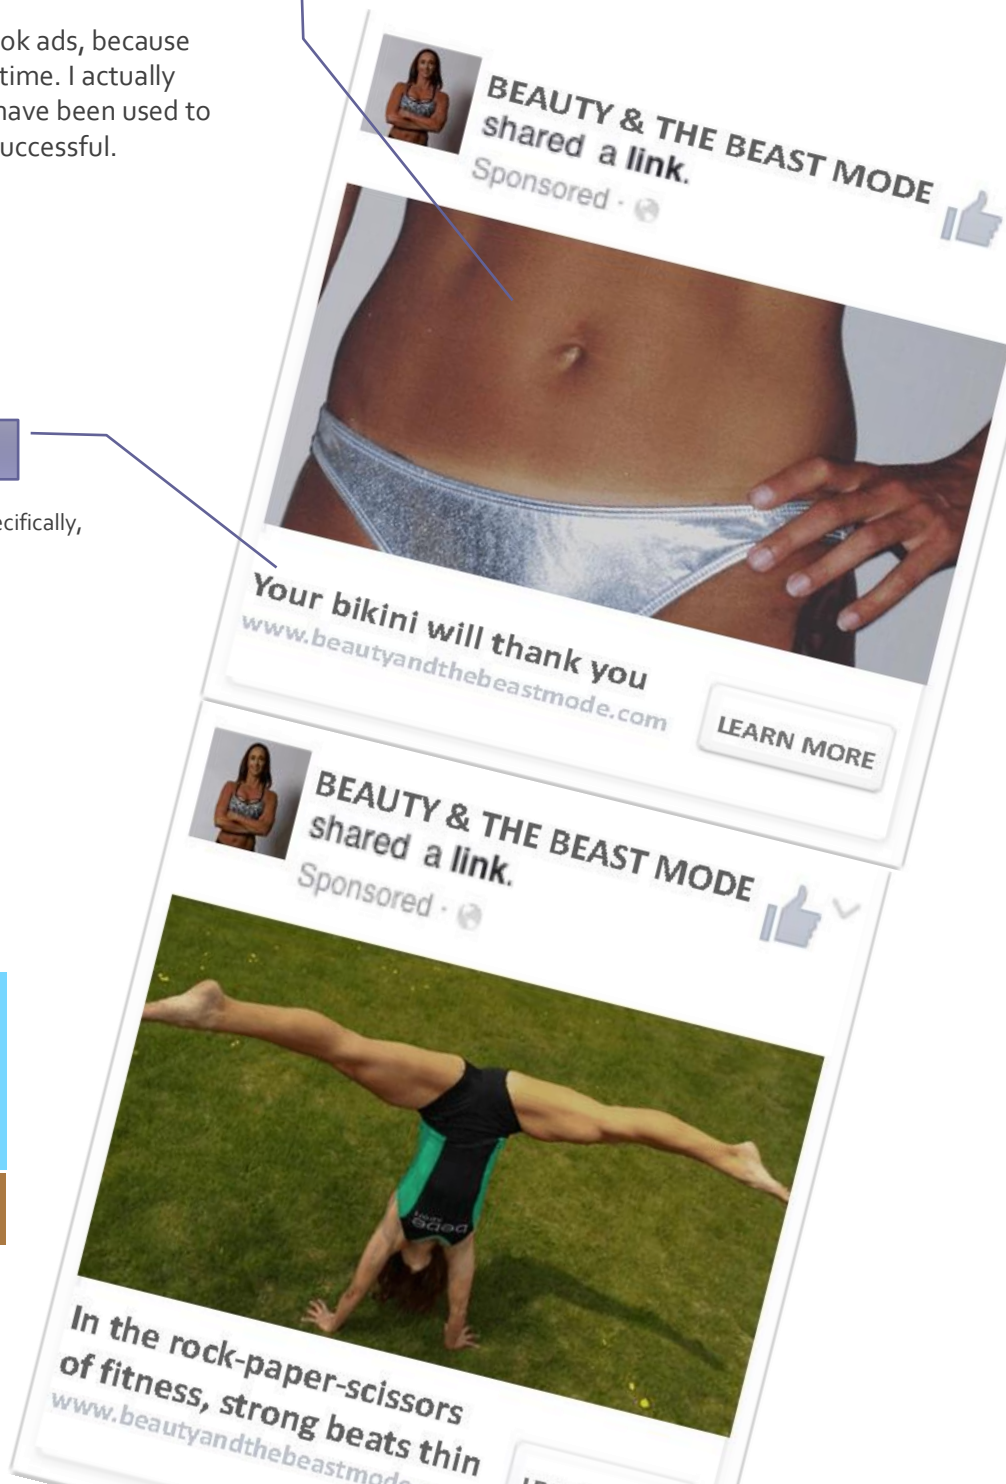 ok ads, because
time. I actually
have been used to
uccessful.
ecifically,
BEAUTY & THE BEAST MODE
shared a link.
Sponsored ·
Your bikini will thank you
www.beautyandthebeastmode.com
LEARN MORE
BEAUTY & THE BEAST MODE
shared a link.
Sponsored ·
In the rock-paper-scissors
of fitness, strong beats thin
www.beautyandthebeastmode